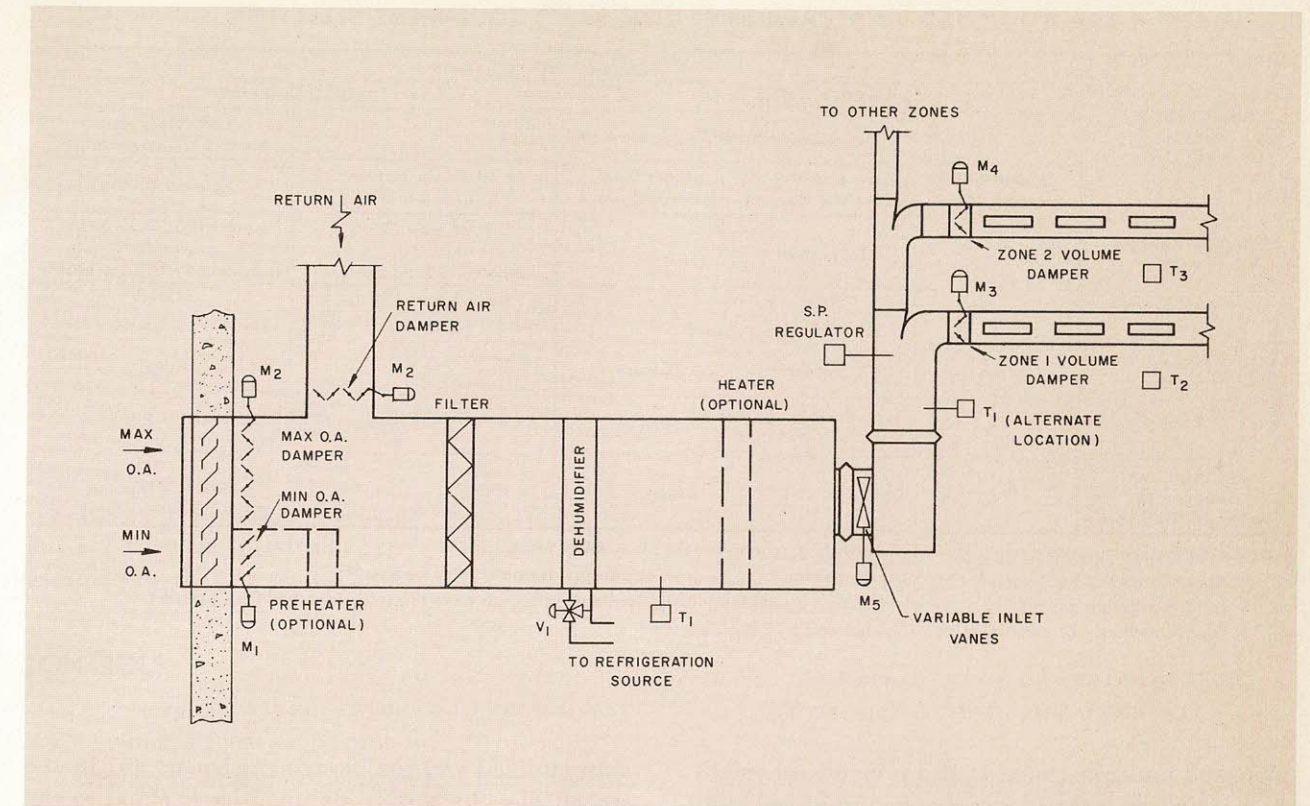 TO OTHER ZONES
M4
RETURN AIR
ZONE 2 VOLUME
DAMPER
T3
M3
RETURN AIR
DAMPER
S.P.
REGULATOR
ZONE 1 VOLUME
DAMPER
T2
M2
M2
FILTER
HEATER
(OPTIONAL)
T1 (ALTERNATE
LOCATION)
MAX
O.A.
MAX O.A.
DAMPER
MIN O.A.
DAMPER
DEHUMIDIFIER
MIN
O.A.
PREHEATER
(OPTIONAL)
M1
V1
T1
M5
VARIABLE INLET
VANES
TO REFRIGERATION
SOURCE